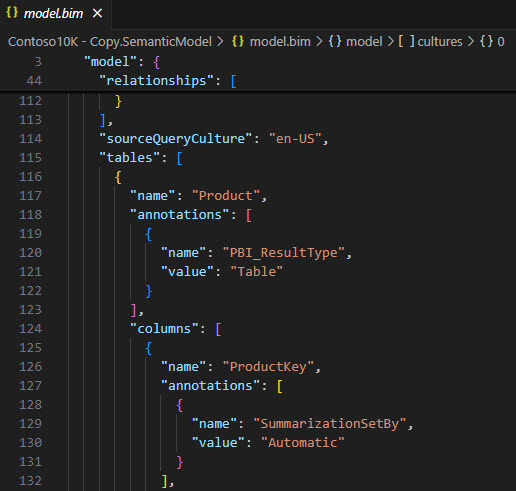 {} model.bim ×
Contoso10K - Copy.SemanticModel > {} model.bim > {} model > [ ] cultures > {} 0
3 "model": {
44 "relationships": [
112 }
113 ],
114 "sourceQueryCulture": "en-US",
115 "tables": [
116 {
117 "name": "Product",
118 "annotations": [
119 {
120 "name": "PBI_ResultType",
121 "value": "Table"
122 }
123 ],
124 "columns": [
125 {
126 "name": "ProductKey",
127 "annotations": [
128 {
129 "name": "SummarizationSetBy",
130 "value": "Automatic"
131 }
132 ],